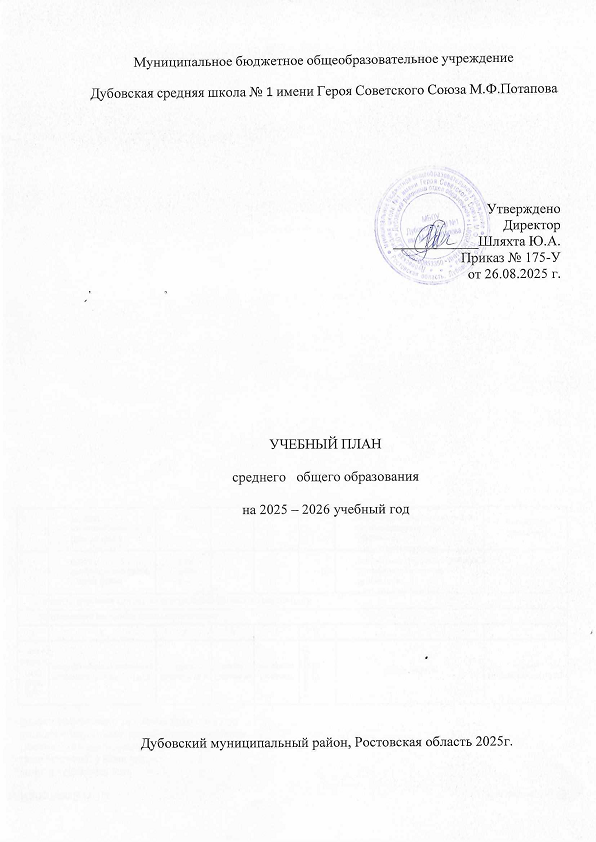 Муниципальное бюджетное общеобразовательное учреждение
Дубовская средняя школа № 1 имени Героя Советского Союза М.Ф.Потапова
Утверждено
Директор
Шляхта Ю.А.
Приказ № 175-У
от 26.08.2025 г.
УЧЕБНЫЙ ПЛАН
среднего общего образования
на 2025 – 2026 учебный год
Дубовский муниципальный район, Ростовская область 2025г.